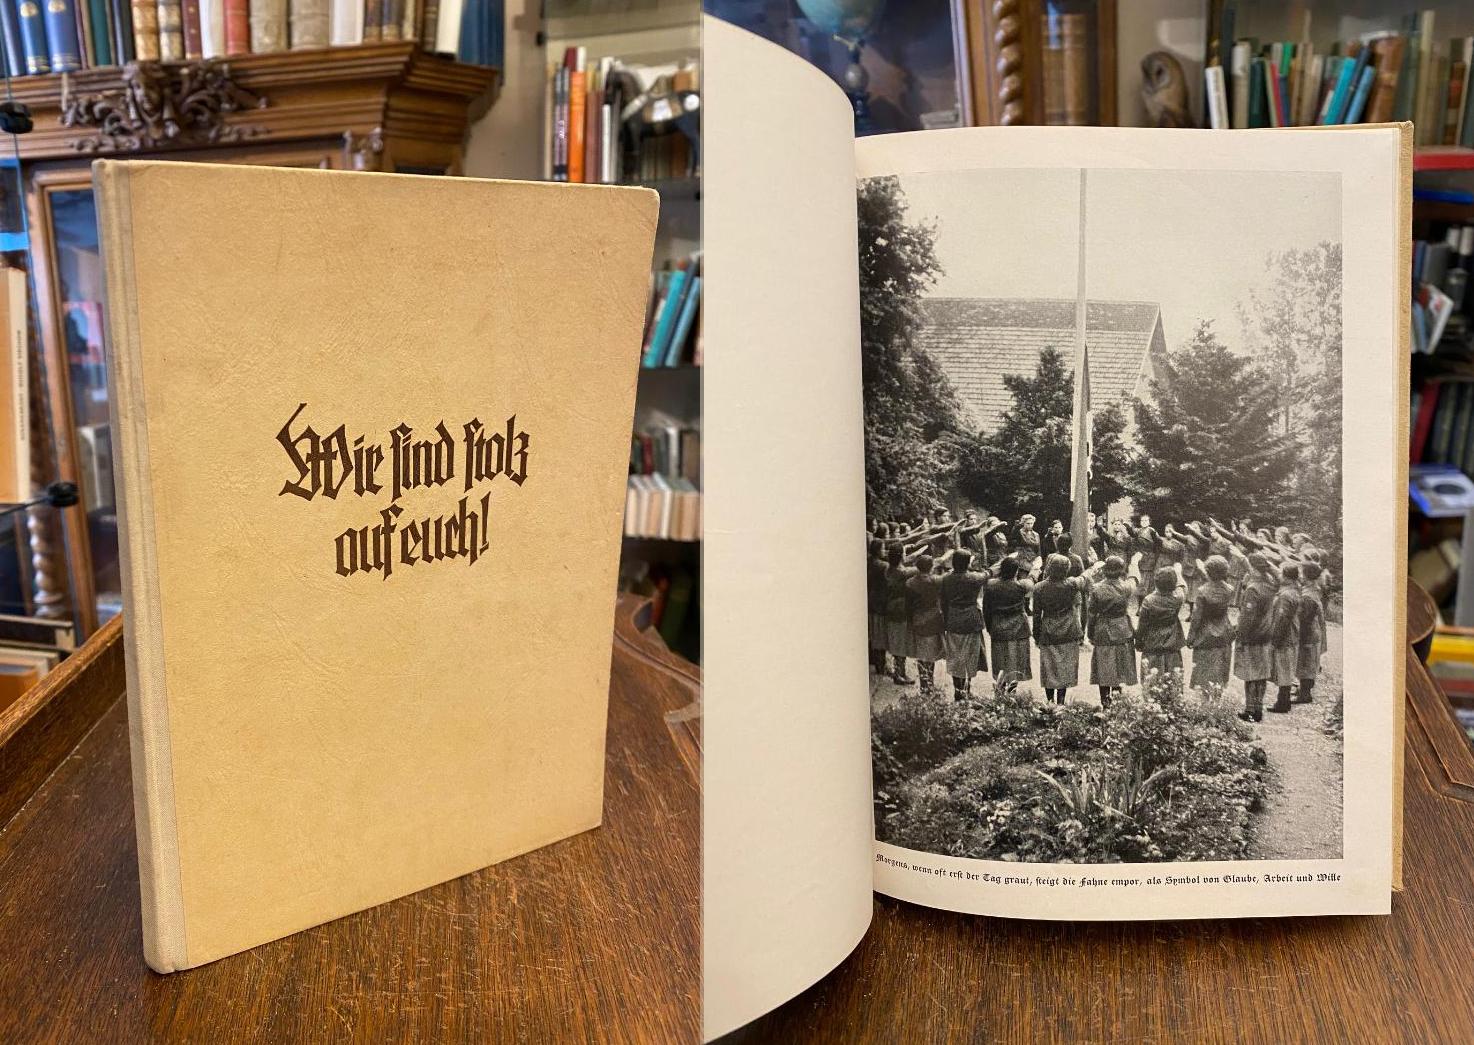 Wir sind stolz
auf euch!
Morgens, wenn oft erst der Tag graut, steigt die Fahne empor, als Symbol von Glaube, Arbeit und Wille